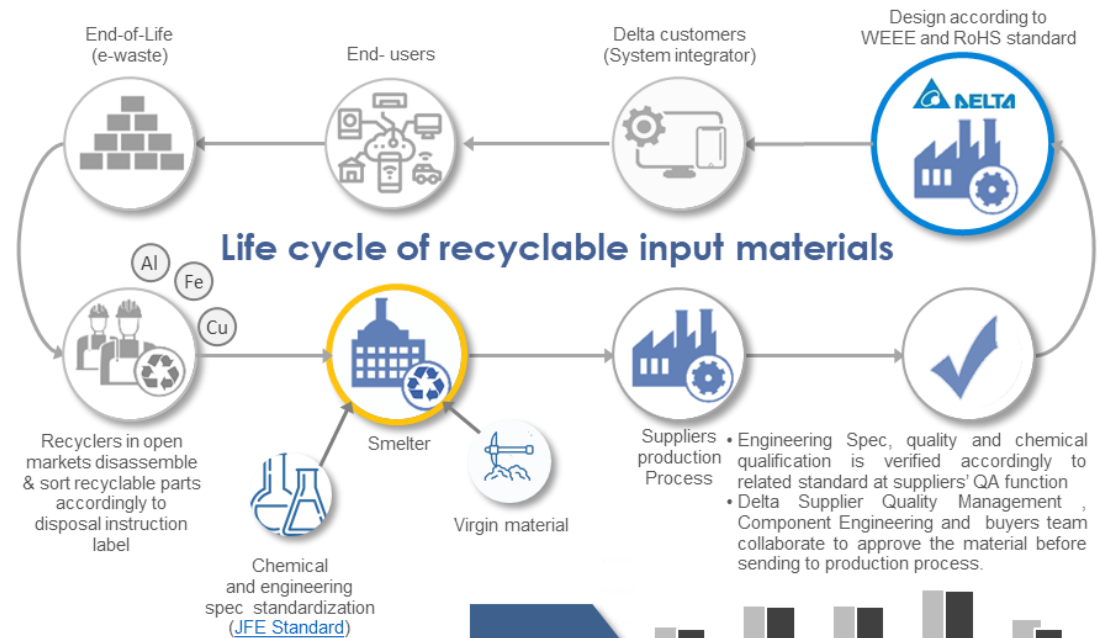 End-of-Life
(e-waste)
End- users
Delta customers
(System integrator)
Design according to
WEEE and RoHS standard
DELTA
Life cycle of recyclable input materials
Al
Fe
Cu
Recyclers in open
markets disassemble
& sort recyclable parts
accordingly to
disposal instruction
label
Smelter
Chemical
and engineering
spec standardization
(JFE Standard)
Virgin material
Suppliers
production
Process
• Engineering Spec, quality and chemical
qualification is verified accordingly to
related standard at suppliers' QA function
• Delta Supplier Quality Management ,
Component Engineering and buyers team
collaborate to approve the material before
sending to production process.